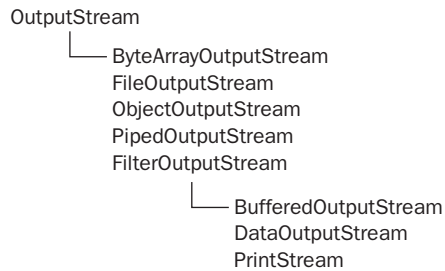 OutputStream
ByteArrayOutputStream
FileOutputStream
ObjectOutputStream
PipedOutputStream
FilterOutputStream
BufferedOutputStream
DataOutputStream
PrintStream